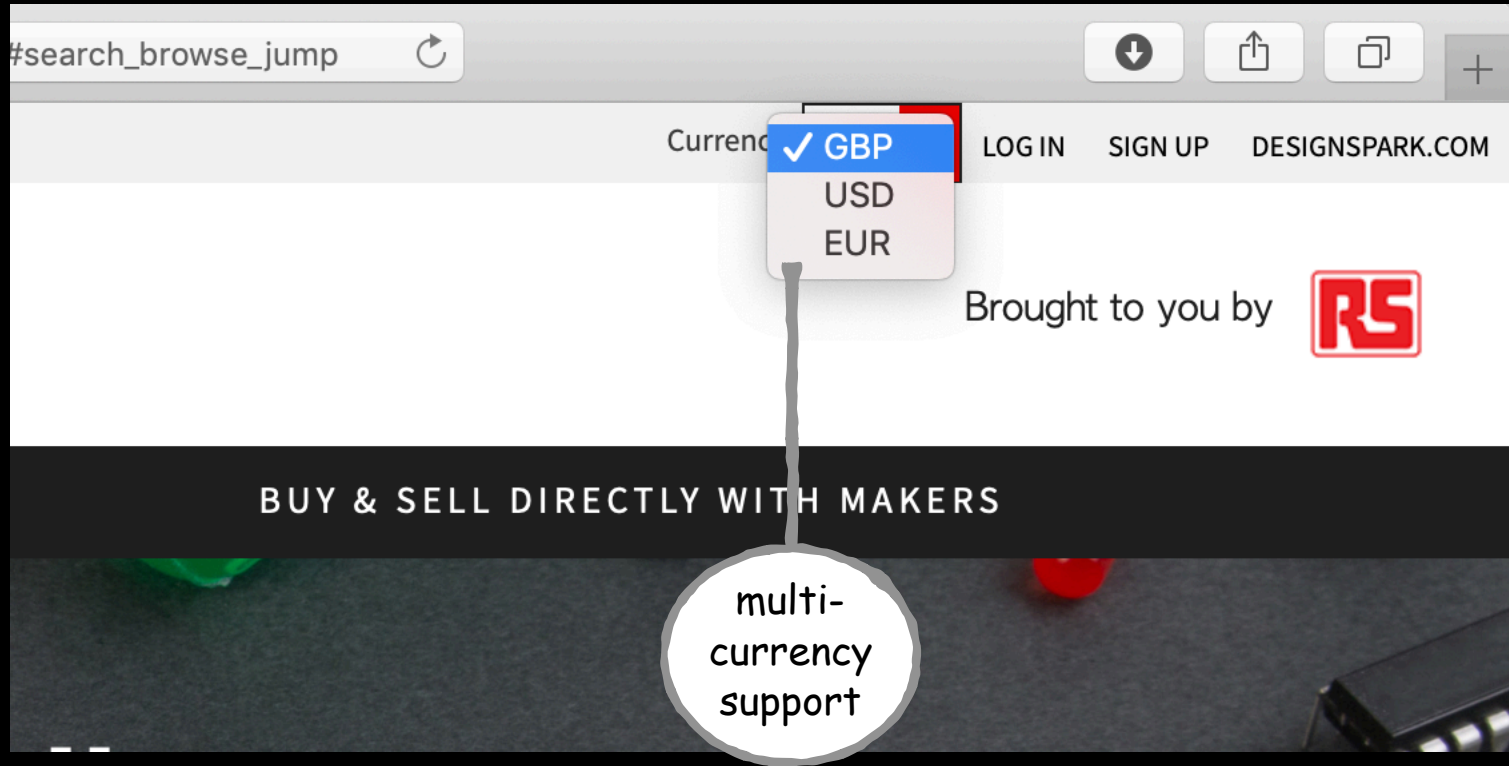 #search_browse_jump
Currenc
✓ GBP
USD
EUR
LOG IN SIGN UP DESIGNSPARK.COM
Brought to you by RS
BUY & SELL DIRECTLY WITH MAKERS
multi-
currency
support